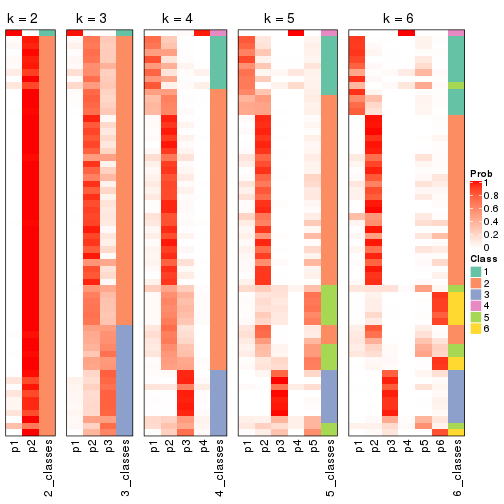 k = 2
k = 3
k = 4
k = 5
k = 6
Prob
1
0.8
0.6
0.4
0.2
0
Class
1
2
3
4
5
6
p1
p2
2_classes
p1
p2
p3
3_classes
p1
p2
p3
p4
4_classes
p1
p2
p3
p4
p5
5_classes
p1
p2
p3
p4
p5
p6
6_classes